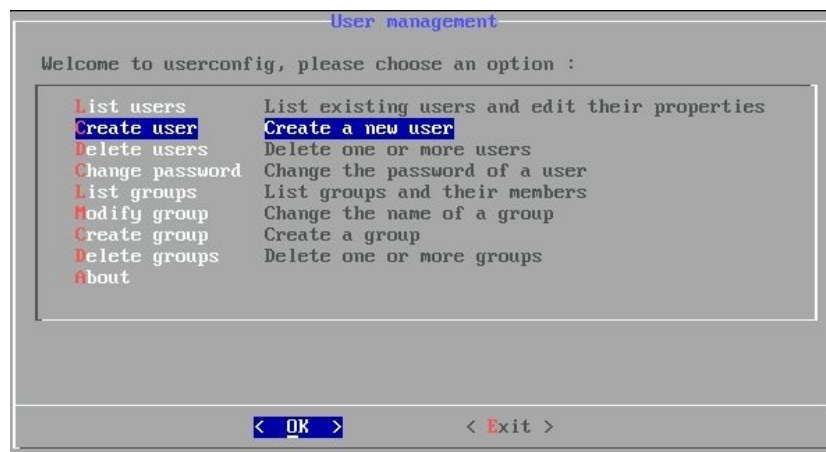 User management
Welcome to userconfig, please choose an option :
List users List existing users and edit their properties
Create user Create a new user
Delete users Delete one or more users
Change password Change the password of a user
List groups List groups and their members
Modify group Change the name of a group
Create group Create a group
Delete groups Delete one or more groups
About
< OK > < Exit >